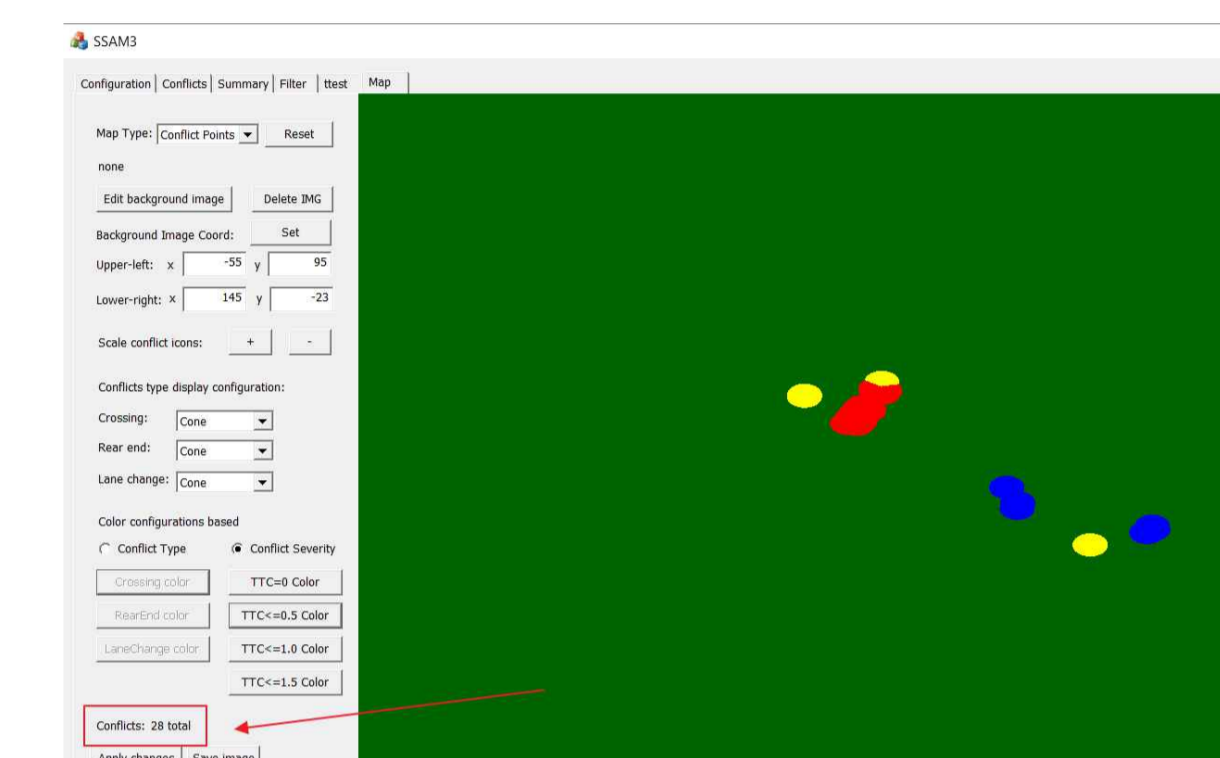 SSAM3
Configuration Conflicts Summary Filter ttest Map
Map Type: Conflict Points Reset
none
Edit background image Delete IMG
Background Image Coord: Set
Upper-left: x -55 y 95
Lower-right: x 145 y -23
Scale conflict icons: + -
Conflicts type display configuration:
Crossing: Cone
Rear end: Cone
Lane change: Cone
Color configurations based
Conflict Type Conflict Severity
Crossing color TTC=0 Color
RearEnd color TTC<=0.5 Color
LaneChange color TTC<=1.0 Color
TTC<=1.5 Color
Conflicts: 28 total
Apply changes Save image